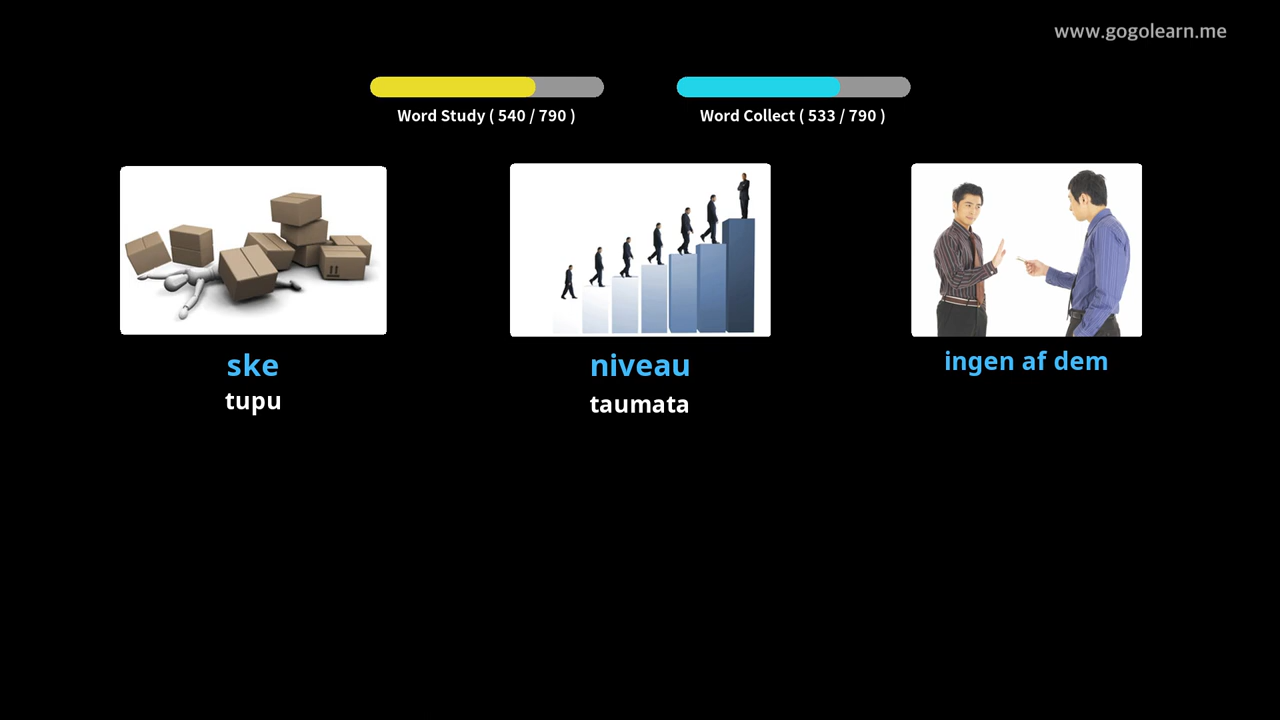 www.gogolearn.me
Word Study ( 540 / 790 )
Word Collect ( 533 / 790 )
ske
tupu
niveau
taumata
ingen af dem